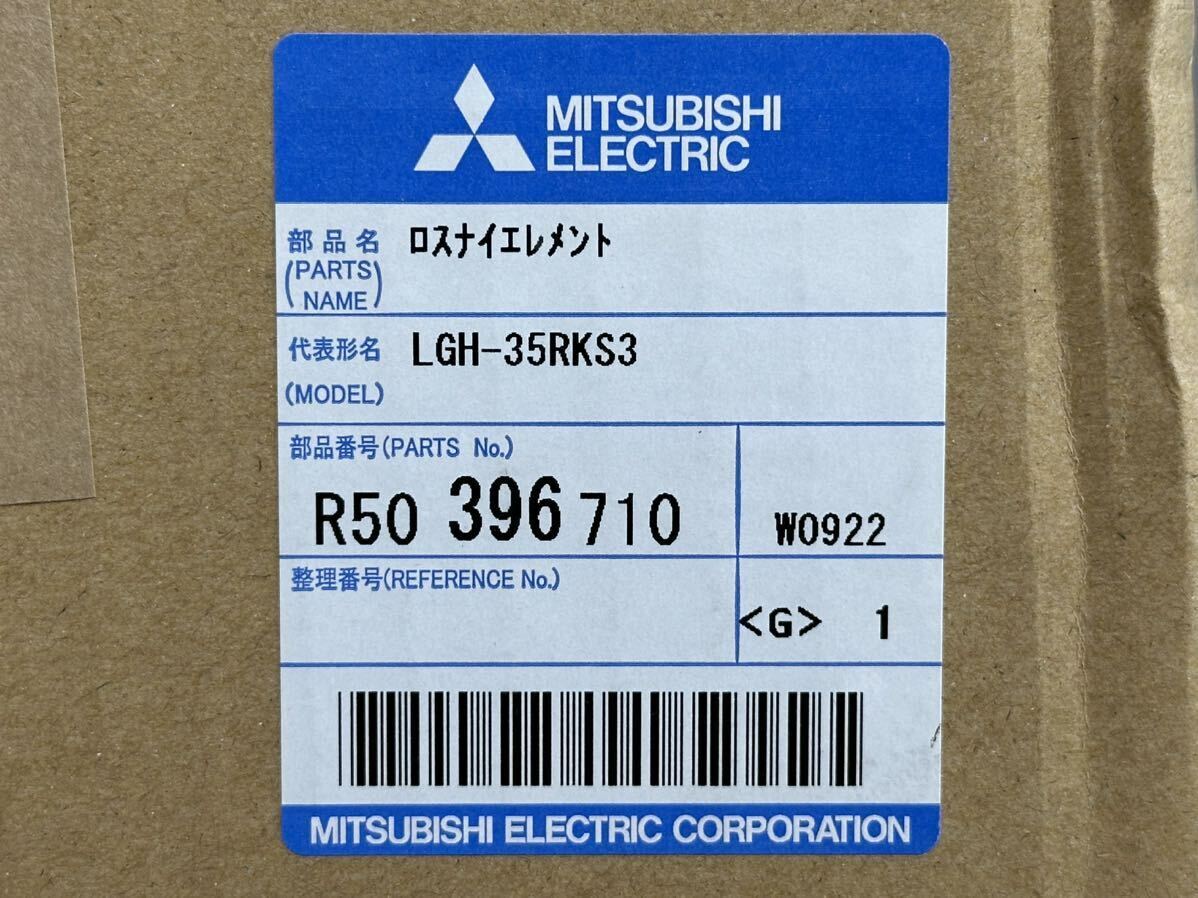 MITSUBISHI
ELECTRIC
部品名 ロスナイエレメント
(PARTS
NAME)
代表形名 LGH-35RKS3
(MODEL)
部品番号(PARTS No.)
R50 396 710 W0922
整理番号(REFERENCE No.)
<G> 1
MITSUBISHI ELECTRIC CORPORATION